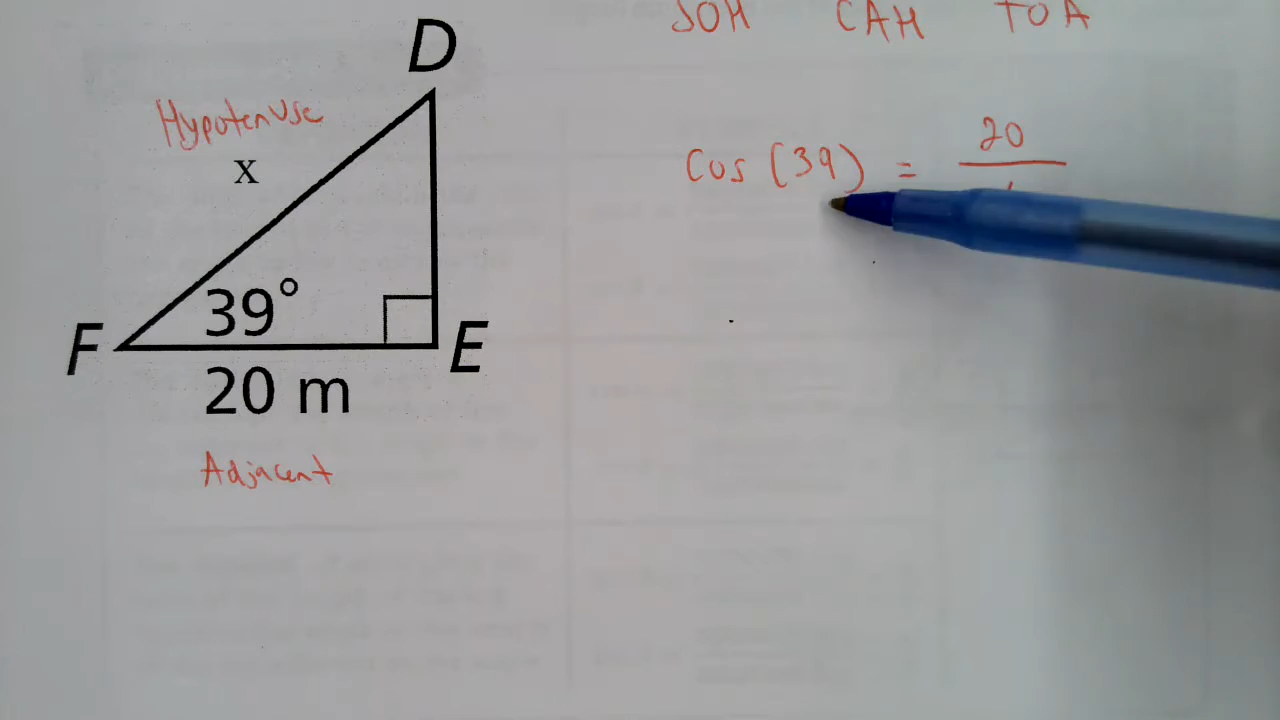 SOH CAH TOA
D
Hypotenuse
x
Cos (39) = 20
39°
F
E
20 m
Adjacent